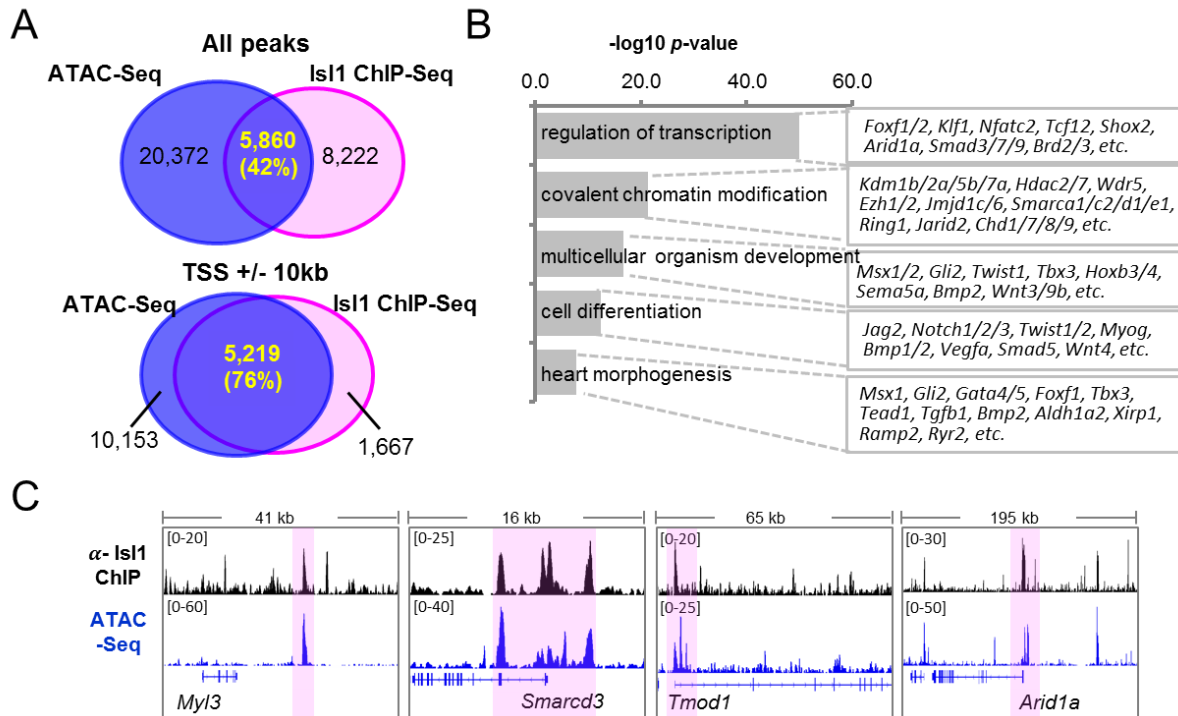 A
All peaks
ATAC-Seq
Isl1 ChIP-Seq
20,372
5,860
(42%)
8,222
TSS +/- 10kb
ATAC-Seq
Isl1 ChIP-Seq
5,219
(76%)
10,153
1,667
B
-log10 p-value
0.0 20.0 40.0 60.0
regulation of transcription
Foxf1/2, Klf1, Nfatc2, Tcf12, Shox2,
Arid1a, Smad3/7/9, Brd2/3, etc.
covalent chromatin modification
Kdm1b/2a/5b/7a, Hdac2/7, Wdr5,
Ezh1/2, Jmjd1c/6, Smarca1/c2/d1/e1,
Ring1, Jarid2, Chd1/7/8/9, etc.
multicellular organism development
Msx1/2, Gli2, Twist1, Tbx3, Hoxb3/4,
Sema5a, Bmp2, Wnt3/9b, etc.
cell differentiation
Jag2, Notch1/2/3, Twist1/2, Myog,
Bmp1/2, Vegfa, Smad5, Wnt4, etc.
heart morphogenesis
Msx1, Gli2, Gata4/5, Foxf1, Tbx3,
Tead1, Tgfb1, Bmp2, Aldh1a2, Xirp1,
Ramp2, Ryr2, etc.
C
41 kb
16 kb
65 kb
195 kb
α- Isl1
ChIP
[0-20]
[0-25]
[0-20]
[0-30]
ATAC
-Seq
[0-60]
[0-40]
[0-25]
[0-50]
Myl3
Smarcd3
Tmod1
Arid1a